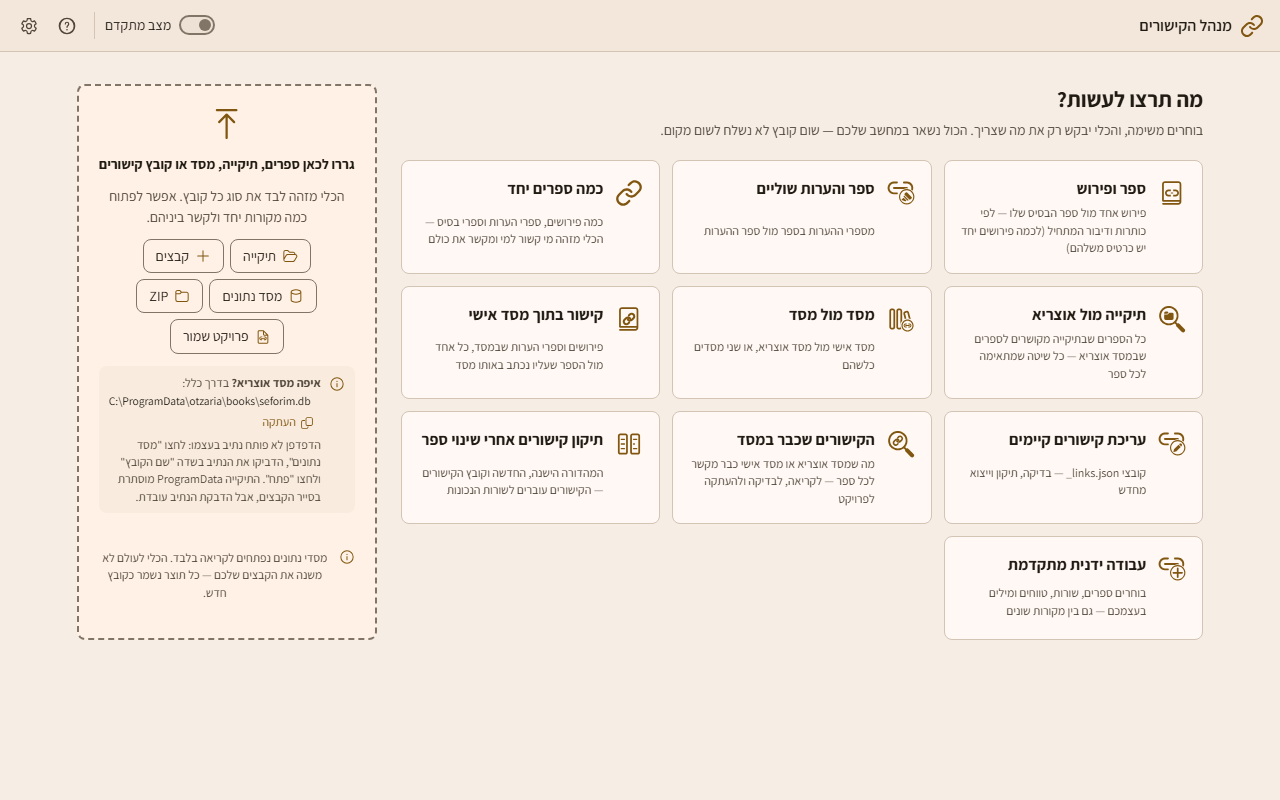 מנהל הקישורים
מצב מתקדם
מה תרצו לעשות?
בוחרים משימה, והכלי יבקש רק את מה שצריך. הכול נשאר במחשב שלכם — שום קובץ לא נשלח לשום מקום.
ספר ופירוש
פירוש אחד מול ספר הבסיס שלו — לפי
כותרות ודיבור המתחיל (לכמה פירושים יחד
יש כרטיס משלהם)
ספר והערות שוליים
מספרי ההערות בספר מול ספר ההערות
כמה ספרים יחד
כמה פירושים, ספרי הערות וספרי בסיס —
הכלי מזהה מי קשור למי ומקשר את כולם
תיקייה מול אוצריא
כל הספרים שבתיקייה מקושרים לספרים
שבמסד אוצריא — כל שיטה שמתאימה
לכל ספר
מסד מול מסד
מסד אישי מול מסד אוצריא, או שני מסדים
כלשהם
קישור בתוך מסד אישי
פירושים וספרי הערות שבמסד, כל אחד
מול הספר שעליו נכתב באותו מסד
עריכת קישורים קיימים
קובצי links.json_ — בדיקה, תיקון וייצוא
מחדש
הקישורים שכבר במסד
מה שמסד אוצריא או מסד אישי כבר מקשר
לכל ספר — לקריאה, לבדיקה ולהעתקה
לפרויקט
תיקון קישורים אחרי שינוי ספר
המהדורה הישנה, החדשה וקובץ הקישורים
— הקישורים עוברים לשורות הנכונות
עבודה ידנית מתקדמת
בוחרים ספרים, שורות, טווחים ומילים
בעצמכם — גם בין מקורות שונים
גררו לכאן ספרים, תיקייה, מסד או קובץ קישורים
הכלי מזהה לבד את סוג כל קובץ. אפשר לפתוח
כמה מקורות יחד ולקשר ביניהם.
תיקייה
קבצים
מסד נתונים
ZIP
פרויקט שמור
איפה מסד אוצריא? בדרך כלל:
C:\ProgramData\otzaria\books\seforim.db
העתקה
הדפדפן לא פותח נתיב בעצמו: לחצו "מסד
נתונים", הדביקו את הנתיב בשדה "שם הקובץ"
ולחצו "פתח". התיקייה ProgramData מוסתרת
בסייר הקבצים, אבל הדבקת הנתיב עובדת.
מסדי נתונים נפתחים לקריאה בלבד. הכלי לעולם לא
משנה את הקבצים שלכם — כל תוצר נשמר כקובץ
חדש.